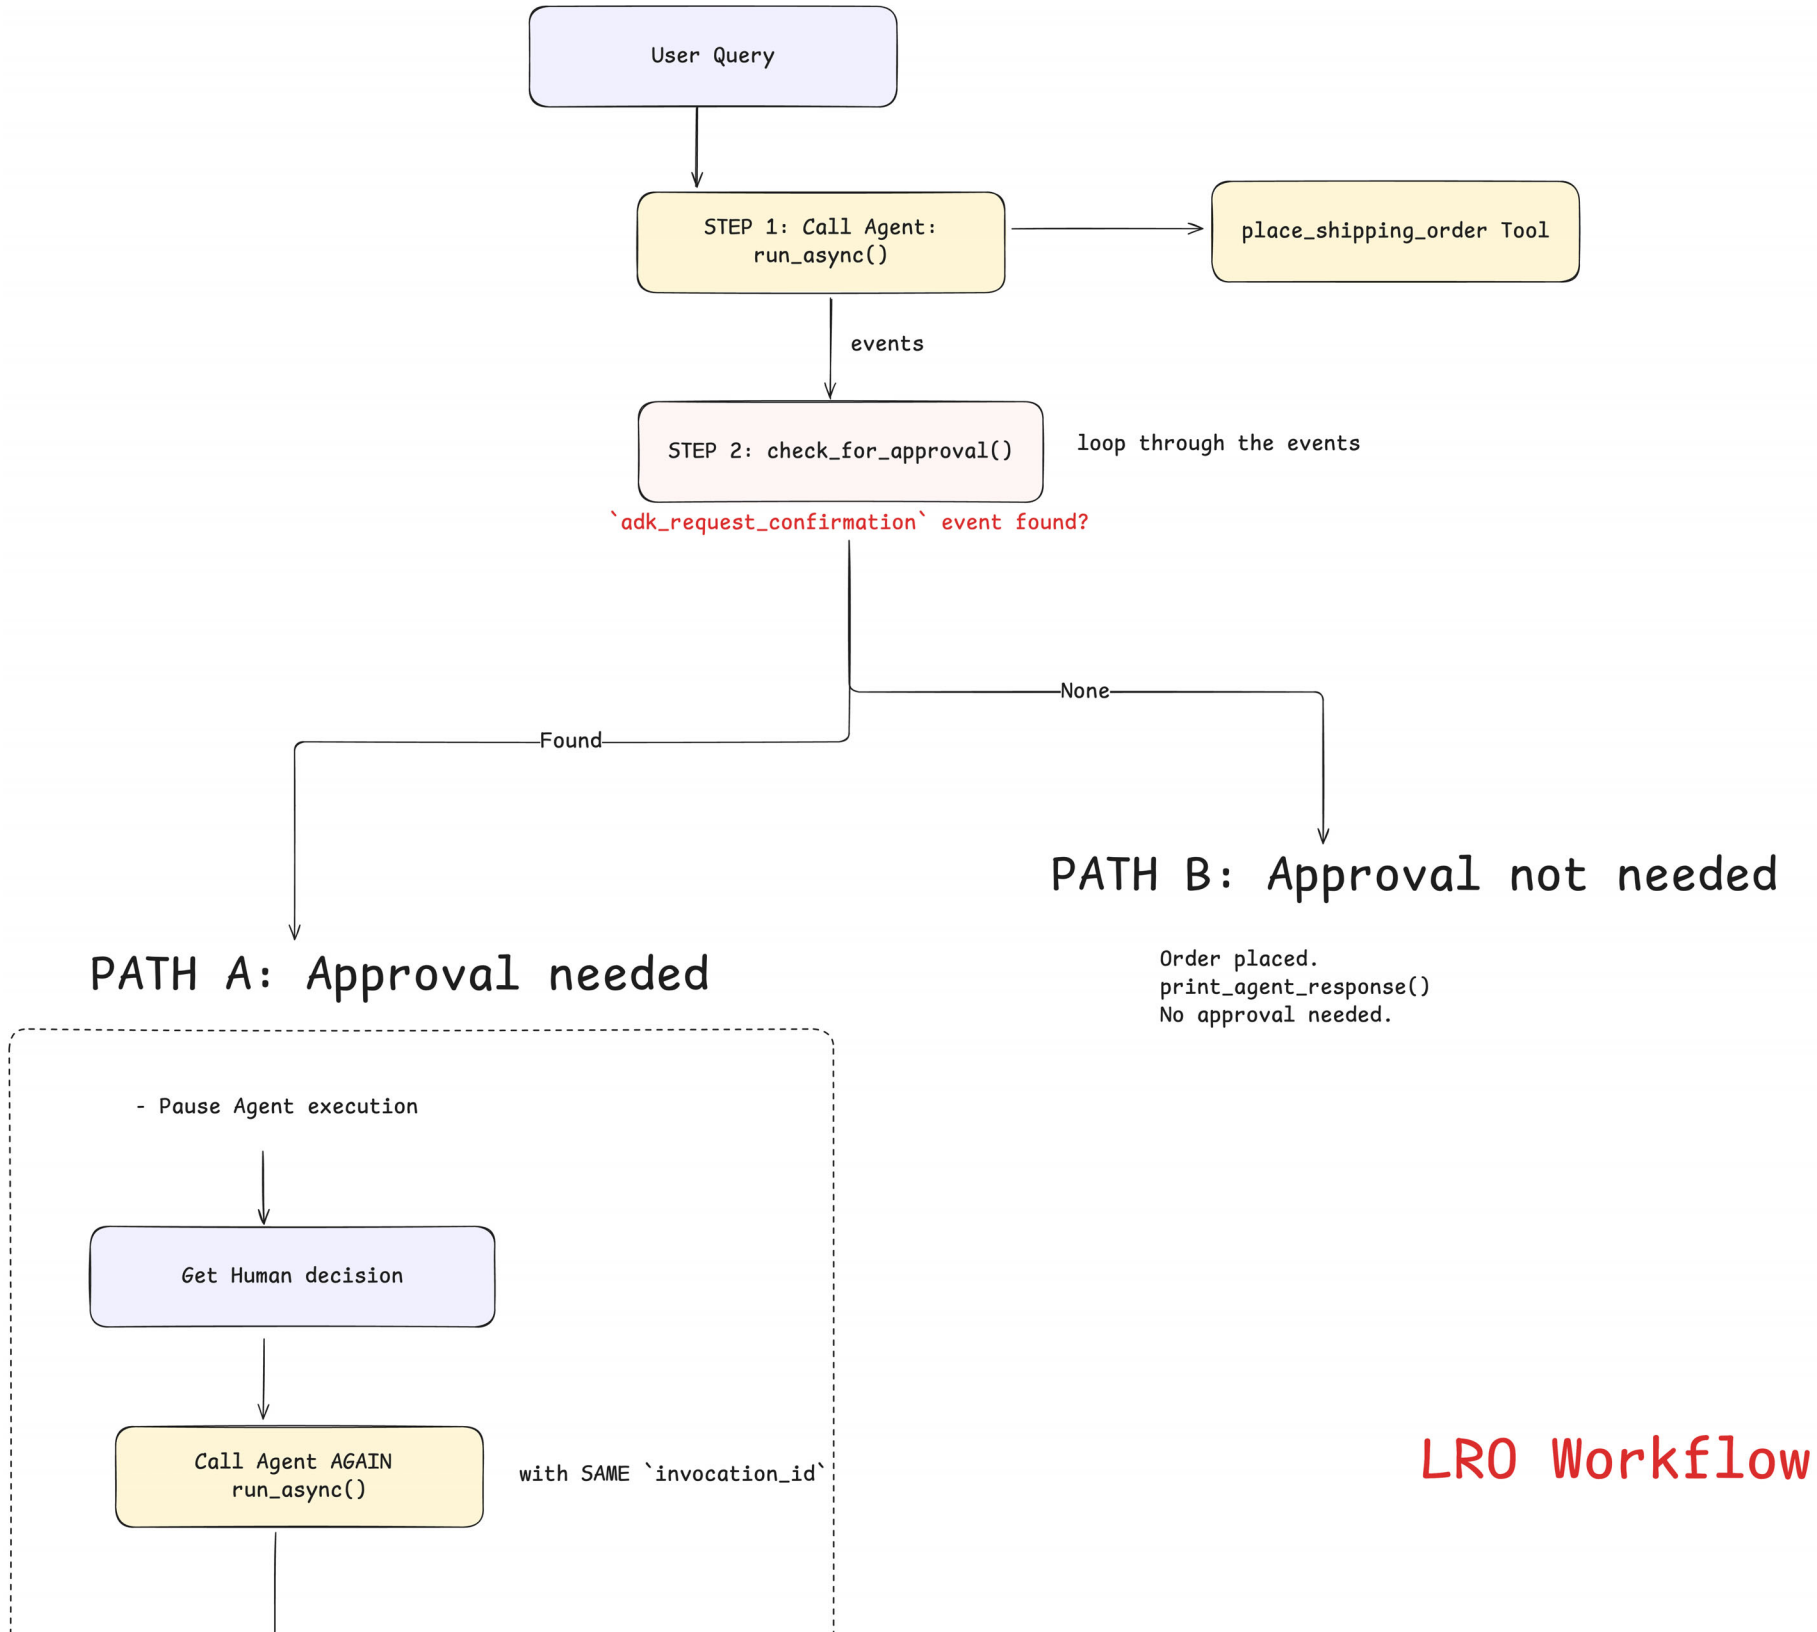 User Query
STEP 1: Call Agent:
run_async()
place_shipping_order Tool
events
STEP 2: check_for_approval()
loop through the events
`adk_request_confirmation` event found?
None
Found
PATH B: Approval not needed
Order placed.
print_agent_response()
No approval needed.
PATH A: Approval needed
- Pause Agent execution
Get Human decision
Call Agent AGAIN
run_async()
with SAME `invocation_id`
LRO Workflow